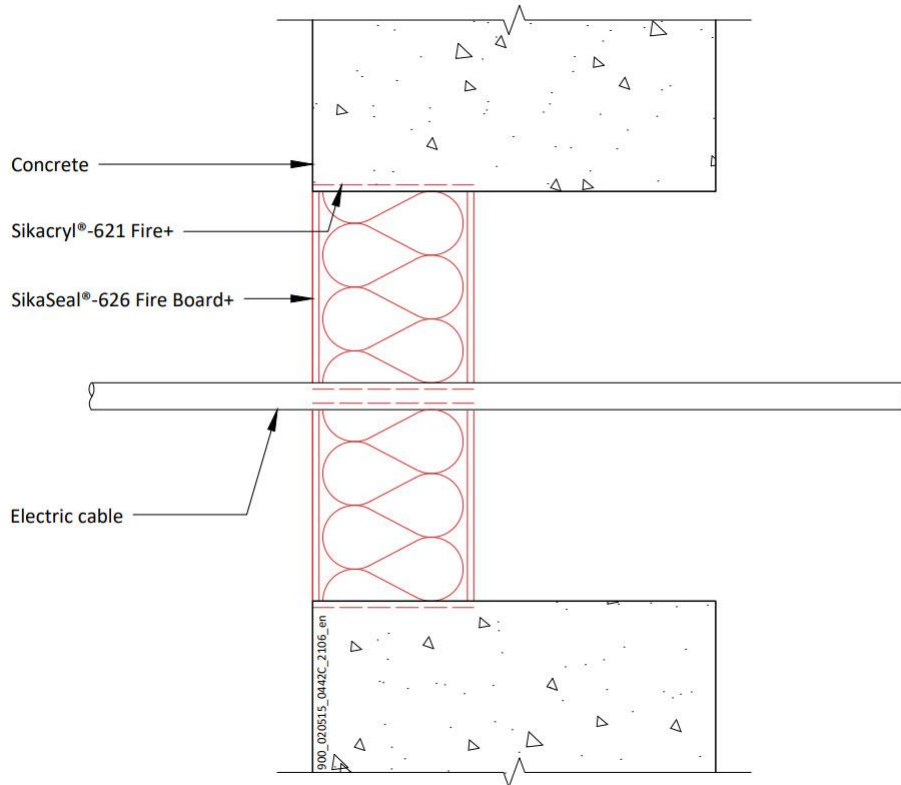 Concrete
Sikacryl®-621 Fire+
SikaSeal®-626 Fire Board+
Electric cable
900_020515_0442C_2106_en